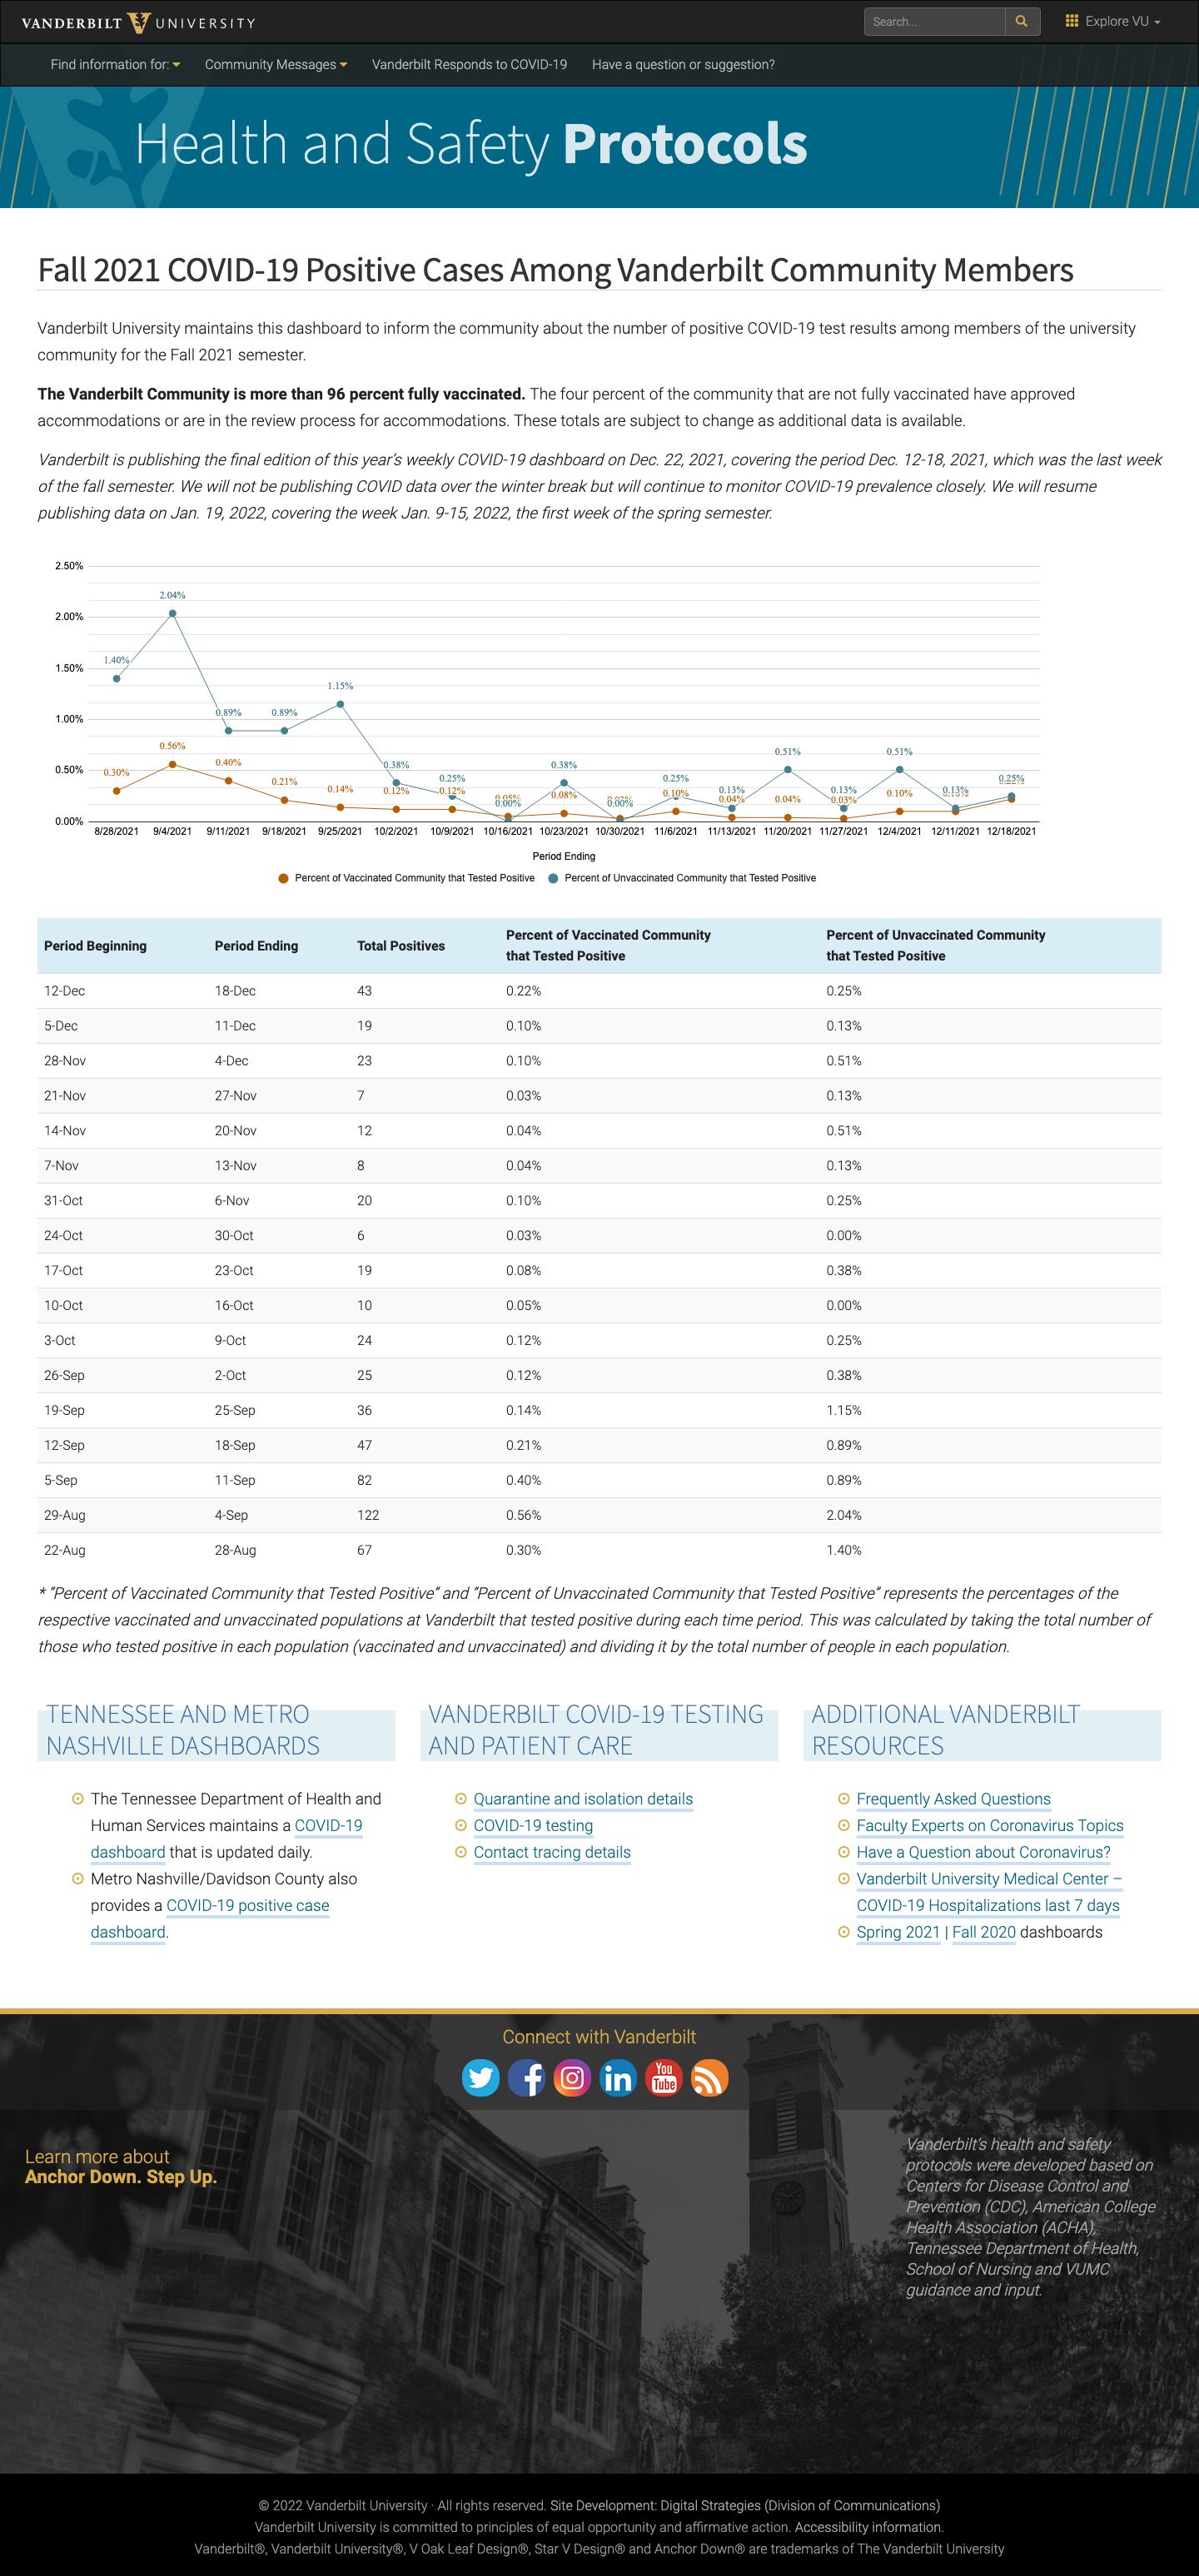 VANDERBILT UNIVERSITY
Search...
Explore VU
Find information for: Community Messages Vanderbilt Responds to COVID-19 Have a question or suggestion?
Health and Safety Protocols
Fall 2021 COVID-19 Positive Cases Among Vanderbilt Community Members
Vanderbilt University maintains this dashboard to inform the community about the number of positive COVID-19 test results among members of the university
community for the Fall 2021 semester.
The Vanderbilt Community is more than 96 percent fully vaccinated. The four percent of the community that are not fully vaccinated have approved
accommodations or are in the review process for accommodations. These totals are subject to change as additional data is available.
Vanderbilt is publishing the final edition of this year's weekly COVID-19 dashboard on Dec. 22, 2021, covering the period Dec. 12-18, 2021, which was the last week
of the fall semester. We will not be publishing COVID data over the winter break but will continue to monitor COVID-19 prevalence closely. We will resume
publishing data on Jan. 19, 2022, covering the week Jan. 9-15, 2022, the first week of the spring semester.
2.50%
2.04%
2.00%
1.40%
1.50%
1.15%
0.89% 0.89%
1.00%
0.56%
0.40%
0.51% 0.51%
0.30%
0.50%
0.38% 0.38%
0.21% 0.25% 0.25% 0.25%
0.14% 0.12% 0.12% 0.08% 0.10% 0.13% 0.13% 0.10% 0.13%
0.00% 0.00% 0.04% 0.04% 0.03%
0.00%
8/28/2021 9/4/2021 9/11/2021 9/18/2021 9/25/2021 10/2/2021 10/9/2021 10/16/2021 10/23/2021 10/30/2021 11/6/2021 11/13/2021 11/20/2021 11/27/2021 12/4/2021 12/11/2021 12/18/2021
Period Ending
Percent of Vaccinated Community that Tested Positive Percent of Unvaccinated Community that Tested Positive
Period Beginning Period Ending Total Positives Percent of Vaccinated Community that Tested Positive Percent of Unvaccinated Community that Tested Positive
12-Dec 18-Dec 43 0.22% 0.25%
5-Dec 11-Dec 19 0.10% 0.13%
28-Nov 4-Dec 23 0.10% 0.51%
21-Nov 27-Nov 7 0.03% 0.13%
14-Nov 20-Nov 12 0.04% 0.51%
7-Nov 13-Nov 8 0.04% 0.13%
31-Oct 6-Nov 20 0.10% 0.25%
24-Oct 30-Oct 6 0.03% 0.00%
17-Oct 23-Oct 19 0.08% 0.38%
10-Oct 16-Oct 10 0.05% 0.00%
3-Oct 9-Oct 24 0.12% 0.25%
26-Sep 2-Oct 25 0.12% 0.38%
19-Sep 25-Sep 36 0.14% 1.15%
12-Sep 18-Sep 47 0.21% 0.89%
5-Sep 11-Sep 82 0.40% 0.89%
29-Aug 4-Sep 122 0.56% 2.04%
22-Aug 28-Aug 67 0.30% 1.40%
* "Percent of Vaccinated Community that Tested Positive" and "Percent of Unvaccinated Community that Tested Positive" represents the percentages of the
respective vaccinated and unvaccinated populations at Vanderbilt that tested positive during each time period. This was calculated by taking the total number of
those who tested positive in each population (vaccinated and unvaccinated) and dividing it by the total number of people in each population.
TENNESSEE AND METRO
NASHVILLE DASHBOARDS
The Tennessee Department of Health and
Human Services maintains a COVID-19
dashboard that is updated daily.
Metro Nashville/Davidson County also
provides a COVID-19 positive case
dashboard.
VANDERBILT COVID-19 TESTING
AND PATIENT CARE
Quarantine and isolation details
COVID-19 testing
Contact tracing details
ADDITIONAL VANDERBILT
RESOURCES
Frequently Asked Questions
Faculty Experts on Coronavirus Topics
Have a Question about Coronavirus?
Vanderbilt University Medical Center –
COVID-19 Hospitalizations last 7 days
Spring 2021 | Fall 2020 dashboards
Connect with Vanderbilt
You
Tube
Learn more about
Anchor Down. Step Up.
Vanderbilt's health and safety
protocols were developed based on
Centers for Disease Control and
Prevention (CDC), American College
Health Association (ACHA),
Tennessee Department of Health,
School of Nursing and VUMC
guidance and input.
© 2022 Vanderbilt University · All rights reserved. Site Development: Digital Strategies (Division of Communications)
Vanderbilt University is committed to principles of equal opportunity and affirmative action. Accessibility information.
Vanderbilt®, Vanderbilt University®, V Oak Leaf Design®, Star V Design® and Anchor Down® are trademarks of The Vanderbilt University